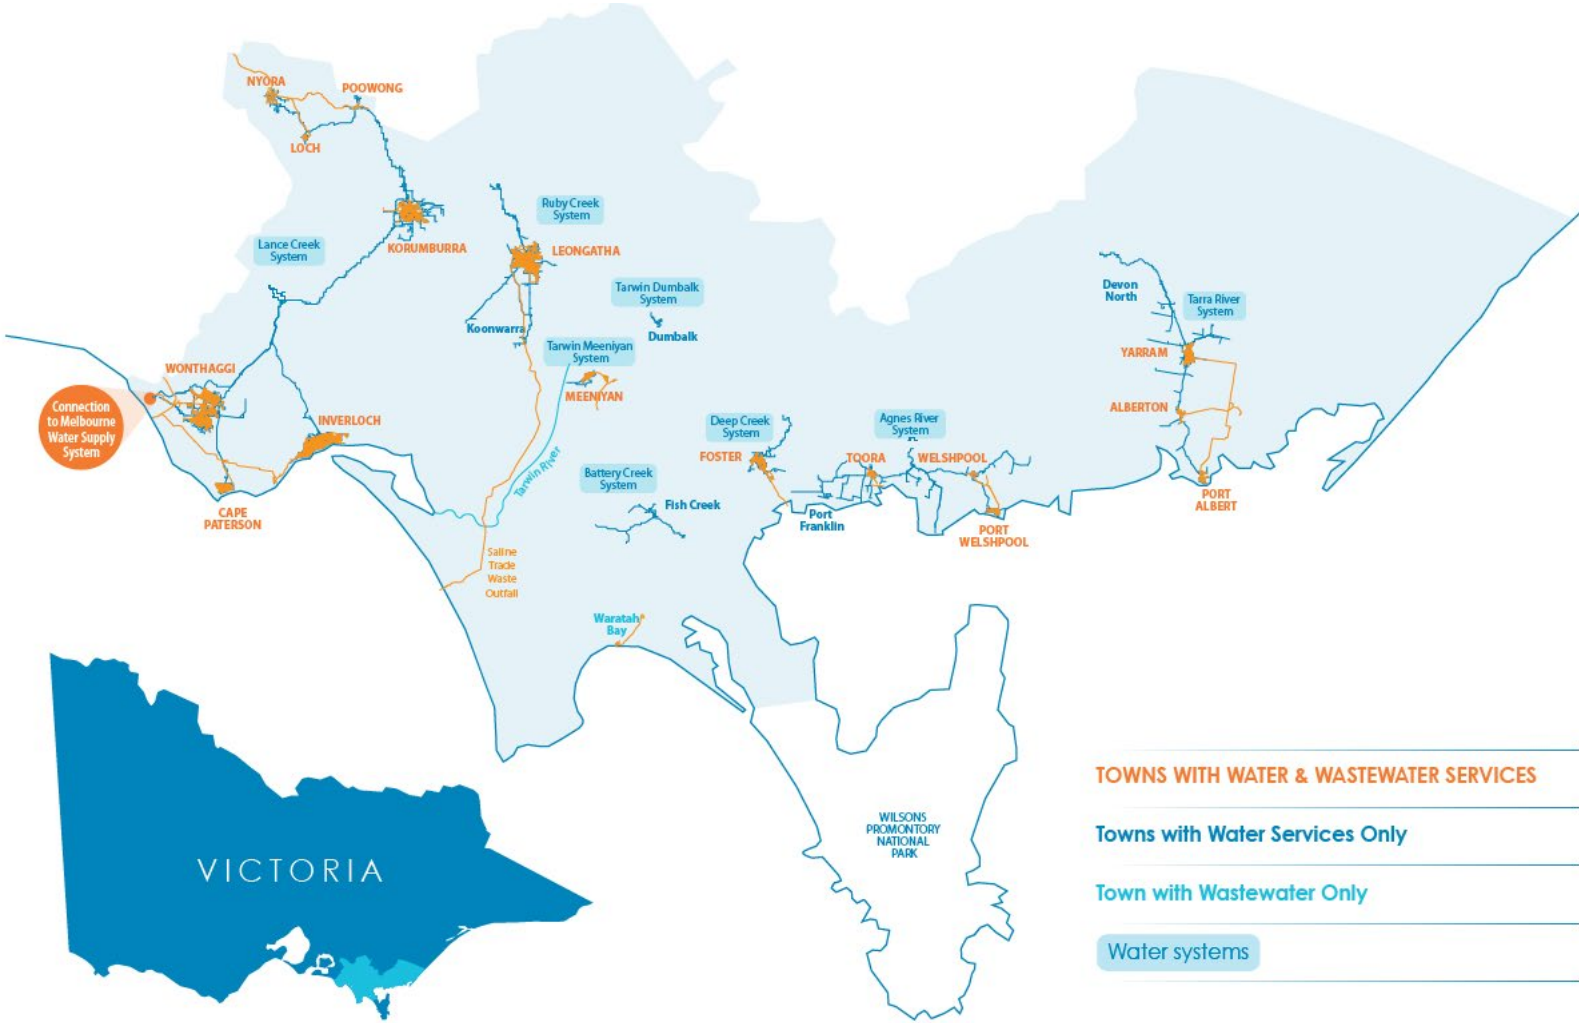 NYORA
POOWONG
LOCH
KORUMBURRA
Ruby Creek
System
LEONGATHA
Lance Creek
System
Tarwin Dumbalk
System
Dumbalk
Koonwarra
Tarwin Meeniyan
System
MEENIYAN
Devon
North
Tarra River
System
YARRAM
ALBERTON
PORT
ALBERT
WONTHAGGI
Connection
to Melbourne
Water Supply
System
INVERLOCH
CAPE
PATERSON
Tarwin River
Deep Creek
System
FOSTER
Agnes River
System
TOORA
WELSHPOOL
Battery Creek
System
Fish Creek
Port
Franklin
PORT
WELSHPOOL
Saline
Trade
Waste
Outfall
Waratah
Bay
WILSONS
PROMONTORY
NATIONAL
PARK
VICTORIA
TOWNS WITH WATER & WASTEWATER SERVICES
Towns with Water Services Only
Town with Wastewater Only
Water systems